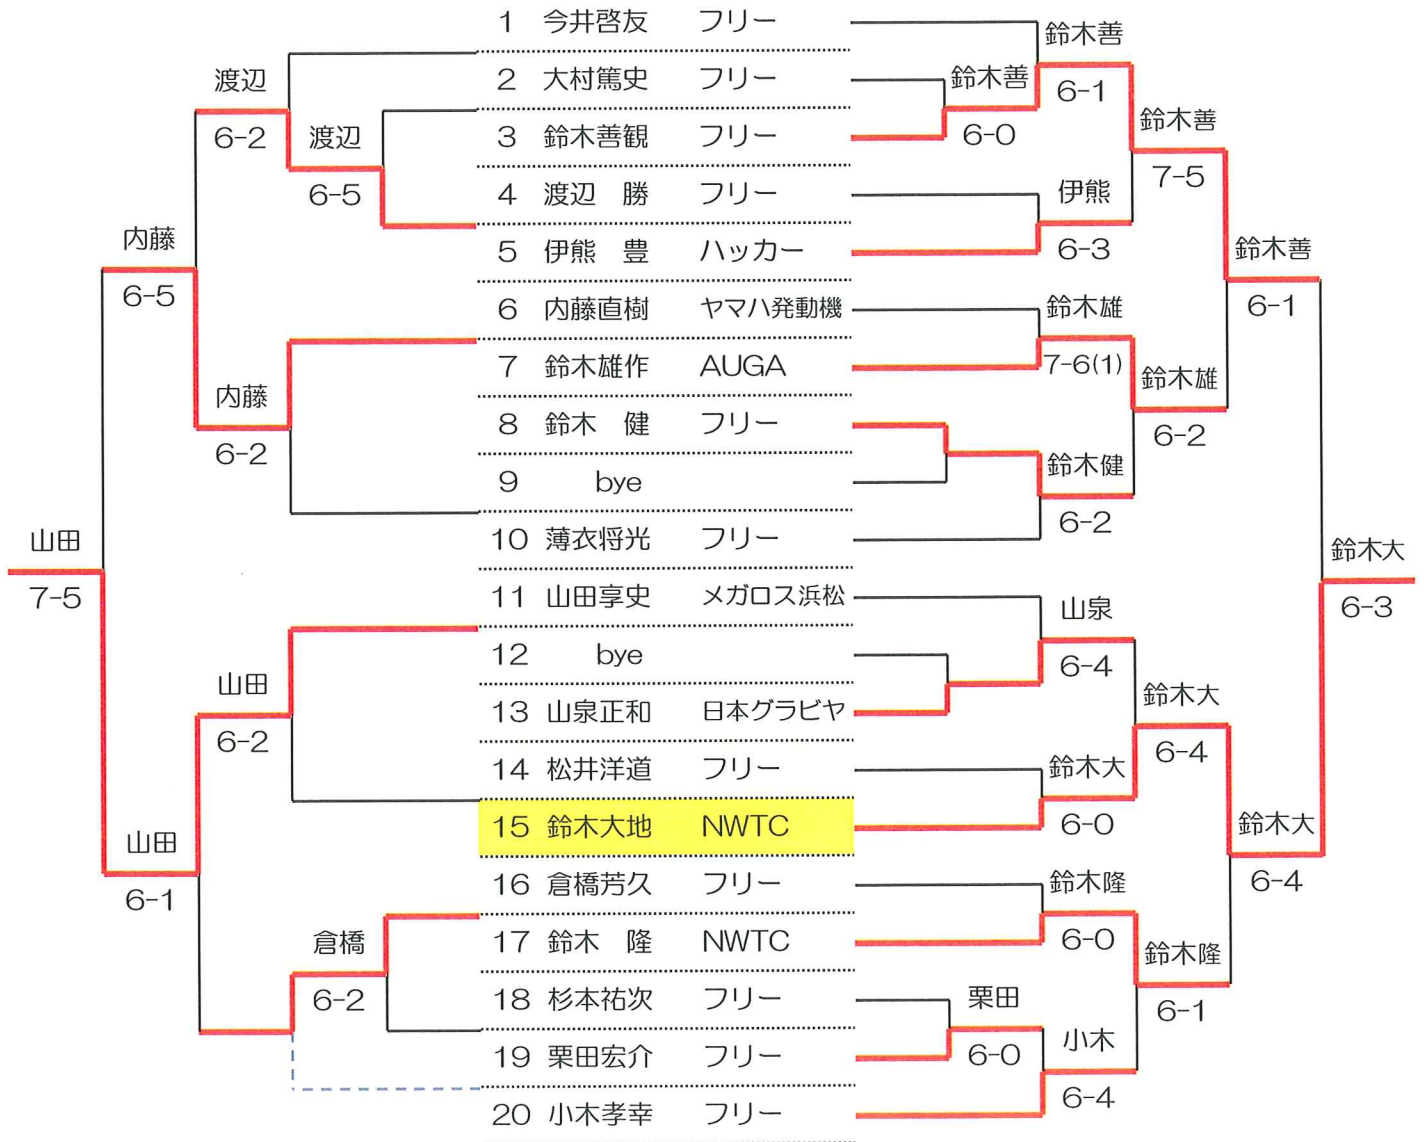 1 今井啓友 フリー
鈴木善
渡辺
2 大村篤史 フリー
鈴木善
6-1
6-2
渡辺
3 鈴木善観 フリー
6-0
鈴木善
6-5
4 渡辺 勝 フリー
伊熊
7-5
内藤
5 伊熊 豊 ハッカー
6-3
鈴木善
6-5
6 内藤直樹 ヤマハ発動機
鈴木雄
6-1
7 鈴木雄作 AUGA
7-6(1)
鈴木雄
内藤
8 鈴木 健 フリー
6-2
6-2
鈴木健
9 bye
6-2
山田
10 薄衣将光 フリー
鈴木大
7-5
11 山田享史 メガロス浜松
山泉
6-3
12 bye
6-4
山田
鈴木大
13 山泉正和 日本グラビヤ
6-2
6-4
14 松井洋道 フリー
鈴木大
15 鈴木大地 NWTC
6-0
鈴木大
山田
6-1
16 倉橋芳久 フリー
鈴木隆
6-4
倉橋
17 鈴木 隆 NWTC
6-0
鈴木隆
6-2
18 杉本祐次 フリー
栗田
6-1
19 栗田宏介 フリー
6-0
小木
6-4
20 小木孝幸 フリー